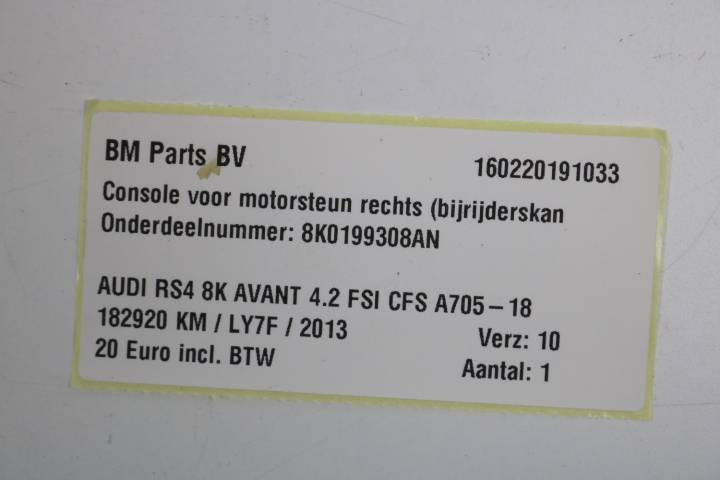 BM Parts BV 160220191033
Console voor motorsteun rechts (bijrijderskan
Onderdeelnummer: 8K0199308AN
AUDI RS4 8K AVANT 4.2 FSI CFS A705-18
182920 KM / LY7F / 2013 Verz: 10
20 Euro incl. BTW Aantal: 1